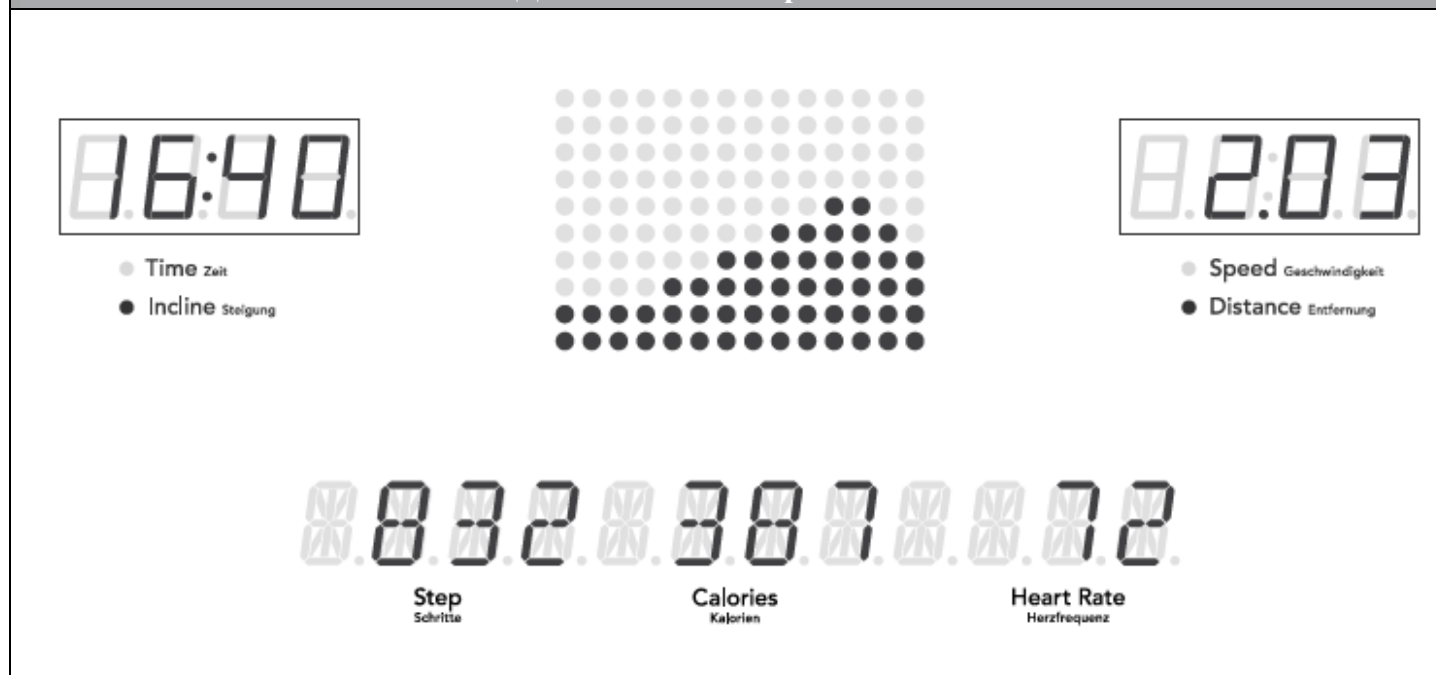 16:40
2.03
Time Zeit
Incline Steigung
Speed Geschwindigkeit
Distance Entfernung
832 387 72
Step Calories Heart Rate
Schritte Kalorien Herzfrequenz